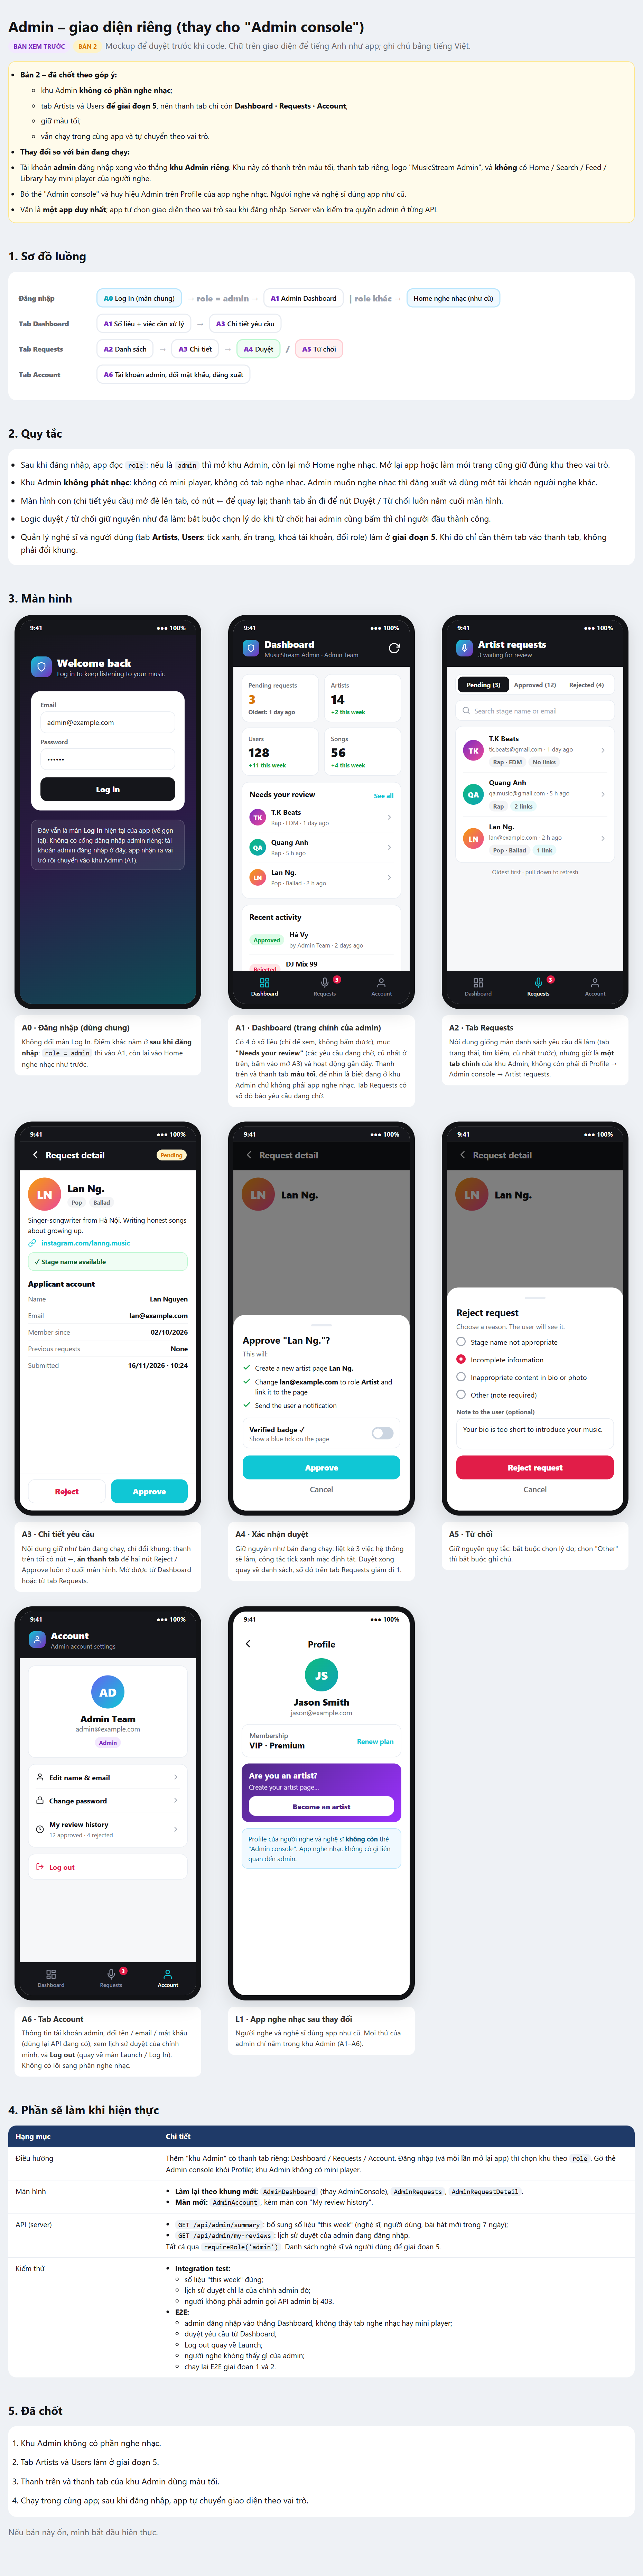 Admin – giao diện riêng (thay cho "Admin console")
BẢN XEM TRƯỚC BẢN 2 Mockup để duyệt trước khi code. Chữ trên giao diện để tiếng Anh như app; ghi chú bằng tiếng Việt.
Bản 2 – đã chốt theo góp ý:
khu Admin không có phần nghe nhạc;
tab Artists và Users để giai đoạn 5, nên thanh tab chỉ còn Dashboard · Requests · Account;
giữ màu tối;
vẫn chạy trong cùng app và tự chuyển theo vai trò.
Thay đổi so với bản đang chạy:
Tài khoản admin đăng nhập xong vào thẳng khu Admin riêng. Khu này có thanh trên màu tối, thanh tab riêng, logo "MusicStream Admin", và không có Home / Search / Feed /
Library hay mini player của người nghe.
Bỏ thẻ "Admin console" và huy hiệu Admin trên Profile của app nghe nhạc. Người nghe và nghệ sĩ dùng app như cũ.
Vẫn là một app duy nhất; app tự chọn giao diện theo vai trò sau khi đăng nhập. Server vẫn kiểm tra quyền admin ở từng API.
1. Sơ đồ luồng
Đăng nhập A0 Log In (màn chung) → role = admin → A1 Admin Dashboard | role khác → Home nghe nhạc (như cũ)
Tab Dashboard A1 Số liệu + việc cần xử lý → A3 Chi tiết yêu cầu
Tab Requests A2 Danh sách → A3 Chi tiết → A4 Duyệt / A5 Từ chối
Tab Account A6 Tài khoản admin, đổi mật khẩu, đăng xuất
2. Quy tắc
Sau khi đăng nhập, app đọc role : nếu là admin thì mở khu Admin, còn lại mở Home nghe nhạc. Mở lại app hoặc làm mới trang cũng giữ đúng khu theo vai trò.
Khu Admin không phát nhạc: không có mini player, không có tab nghe nhạc. Admin muốn nghe nhạc thì đăng xuất và dùng một tài khoản người nghe khác.
Màn hình con (chi tiết yêu cầu) mở đè lên tab, có nút ← để quay lại; thanh tab ẩn đi để nút Duyệt / Từ chối luôn nằm cuối màn hình.
Logic duyệt / từ chối giữ nguyên như đã làm: bắt buộc chọn lý do khi từ chối; hai admin cùng bấm thì chỉ người đầu thành công.
Quản lý nghệ sĩ và người dùng (tab Artists, Users: tick xanh, ẩn trang, khoá tài khoản, đổi role) làm ở giai đoạn 5. Khi đó chỉ cần thêm tab vào thanh tab, không
phải đổi khung.
3. Màn hình
9:41 100%
Welcome back
Log in to keep listening to your music
Email
admin@example.com
Password
••••••
Log in
Đây vẫn là màn Log In hiện tại của app (vẽ gọn
lại). Không có cổng đăng nhập admin riêng: tài
khoản admin đăng nhập ở đây, app nhận ra vai
trò rồi chuyển vào khu Admin (A1).
A0 · Đăng nhập (dùng chung)
Không đổi màn Log In. Điểm khác nằm ở sau khi đăng
nhập: role = admin thì vào A1, còn lại vào Home
nghe nhạc như trước.
9:41 100%
Dashboard
MusicStream Admin · Admin Team
Pending requests
3
Oldest: 1 day ago
Artists
14
+2 this week
Users
128
+11 this week
Songs
56
+4 this week
Needs your review See all
TK T.K Beats
Rap · EDM · 1 day ago
QA Quang Anh
Rap · 5 h ago
LN Lan Ng.
Pop · Ballad · 2 h ago
Recent activity
Approved Hà Vy
by Admin Team · 2 days ago
Rejected DJ Mix 99
Dashboard Requests 3 Account
A1 · Dashboard (trang chính của admin)
Có 4 ô số liệu (chỉ để xem, không bấm được), mục
"Needs your review" (các yêu cầu đang chờ, cũ nhất ở
trên, bấm vào mở A3) và hoạt động gần đây. Thanh
trên và thanh tab màu tối, để nhìn là biết đang ở khu
Admin chứ không phải app nghe nhạc. Tab Requests có
số đỏ báo yêu cầu đang chờ.
9:41 100%
Artist requests
3 waiting for review
Pending (3) Approved (12) Rejected (4)
Search stage name or email
TK T.K Beats
tk.beats@gmail.com · 1 day ago
Rap · EDM No links
QA Quang Anh
qa.music@gmail.com · 5 h ago
Rap 2 links
LN Lan Ng.
lan@example.com · 2 h ago
Pop · Ballad 1 link
Oldest first · pull down to refresh
Dashboard Requests 3 Account
A2 · Tab Requests
Nội dung giống màn danh sách yêu cầu đã làm (tab
trạng thái, tìm kiếm, cũ nhất trước), nhưng giờ là một
tab chính của khu Admin, không còn phải đi Profile →
Admin console → Artist requests.
9:41 100%
Request detail Pending
LN Lan Ng.
Pop Ballad
Singer-songwriter from Hà Nội. Writing honest songs
about growing up.
instagram.com/lanng.music
✓ Stage name available
Applicant account
Name Lan Nguyen
Email lan@example.com
Member since 02/10/2026
Previous requests None
Submitted 16/11/2026 · 10:24
Reject Approve
A3 · Chi tiết yêu cầu
Nội dung giữ như bản đang chạy, chỉ đổi khung: thanh
trên tối có nút ←, ẩn thanh tab để hai nút Reject /
Approve luôn ở cuối màn hình. Mở được từ Dashboard
hoặc từ tab Requests.
9:41 100%
Request detail
LN Lan Ng.
Approve "Lan Ng."?
This will:
Create a new artist page Lan Ng.
Change lan@example.com to role Artist and
link it to the page
Send the user a notification
Verified badge ✓
Show a blue tick on the page
Approve
Cancel
A4 · Xác nhận duyệt
Giữ nguyên như bản đang chạy: liệt kê 3 việc hệ thống
sẽ làm, công tắc tick xanh mặc định tắt. Duyệt xong
quay về danh sách, số đỏ trên tab Requests giảm đi 1.
9:41 100%
Request detail
LN Lan Ng.
Reject request
Choose a reason. The user will see it.
Stage name not appropriate
Incomplete information
Inappropriate content in bio or photo
Other (note required)
Note to the user (optional)
Your bio is too short to introduce your music.
Reject request
Cancel
A5 · Từ chối
Giữ nguyên quy tắc: bắt buộc chọn lý do; chọn "Other"
thì bắt buộc ghi chú.
9:41 100%
Account
Admin account settings
AD
Admin Team
admin@example.com
Admin
Edit name & email
Change password
My review history
12 approved · 4 rejected
Log out
Dashboard Requests 3 Account
A6 · Tab Account
Thông tin tài khoản admin, đổi tên / email / mật khẩu
(dùng lại API đang có), xem lịch sử duyệt của chính
mình, và Log out (quay về màn Launch / Log In).
Không có lối sang phần nghe nhạc.
9:41 100%
Profile
JS
Jason Smith
jason@example.com
Membership
VIP · Premium Renew plan
Are you an artist?
Create your artist page...
Become an artist
Profile của người nghe và nghệ sĩ không còn thẻ
"Admin console". App nghe nhạc không có gì liên
quan đến admin.
L1 · App nghe nhạc sau thay đổi
Người nghe và nghệ sĩ dùng app như cũ. Mọi thứ của
admin chỉ nằm trong khu Admin (A1–A6).
4. Phần sẽ làm khi hiện thực
Hạng mục Chi tiết
Điều hướng Thêm "khu Admin" có thanh tab riêng: Dashboard / Requests / Account. Đăng nhập (và mỗi lần mở lại app) thì chọn khu theo role . Gỡ thẻ
Admin console khỏi Profile; khu Admin không có mini player.
Màn hình Làm lại theo khung mới: AdminDashboard (thay AdminConsole), AdminRequests , AdminRequestDetail .
Màn mới: AdminAccount , kèm màn con "My review history".
API (server) GET /api/admin/summary : bổ sung số liệu "this week" (nghệ sĩ, người dùng, bài hát mới trong 7 ngày);
GET /api/admin/my-reviews : lịch sử duyệt của admin đang đăng nhập.
Tất cả qua requireRole('admin') . Danh sách nghệ sĩ và người dùng để giai đoạn 5.
Kiểm thử Integration test:
số liệu "this week" đúng;
lịch sử duyệt chỉ là của chính admin đó;
người không phải admin gọi API admin bị 403.
E2E:
admin đăng nhập vào thẳng Dashboard, không thấy tab nghe nhạc hay mini player;
duyệt yêu cầu từ Dashboard;
Log out quay về Launch;
người nghe không thấy gì của admin;
chạy lại E2E giai đoạn 1 và 2.
5. Đã chốt
1. Khu Admin không có phần nghe nhạc.
2. Tab Artists và Users làm ở giai đoạn 5.
3. Thanh trên và thanh tab của khu Admin dùng màu tối.
4. Chạy trong cùng app; sau khi đăng nhập, app tự chuyển giao diện theo vai trò.
Nếu bản này ổn, mình bắt đầu hiện thực.